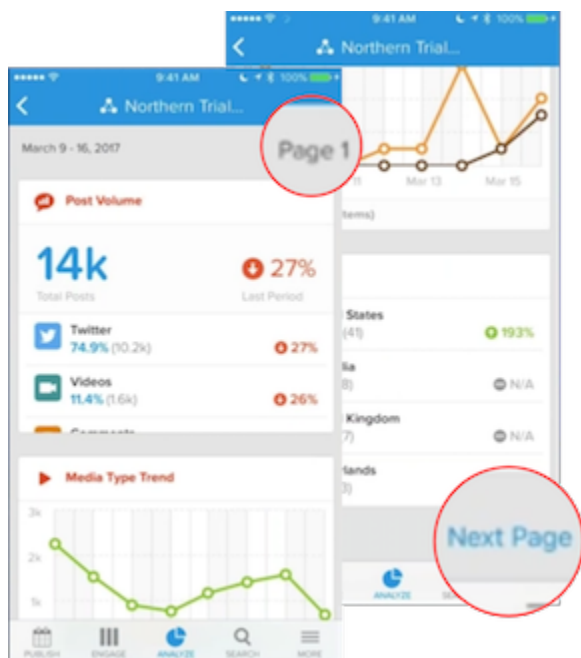 9:41 AM
100%
Northern Trial...
9:41 AM
100%
Northern Trial...
March 9 - 16, 2017
Page 1
Post Volume
14k
27%
Total Posts
Last Period
Twitter
74.9% (10.2k)
27%
Videos
11.4% (1.6k)
26%
Media Type Trend
3k
2k
1k
PUBLISH
ENGAGE
ANALYZE
SEARCH
MORE
11
Mar 13
Mar 15
tems)
States
(41)
193%
lia
8)
N/A
Kingdom
7)
N/A
rlands
3)
Next Page
ANALYZE